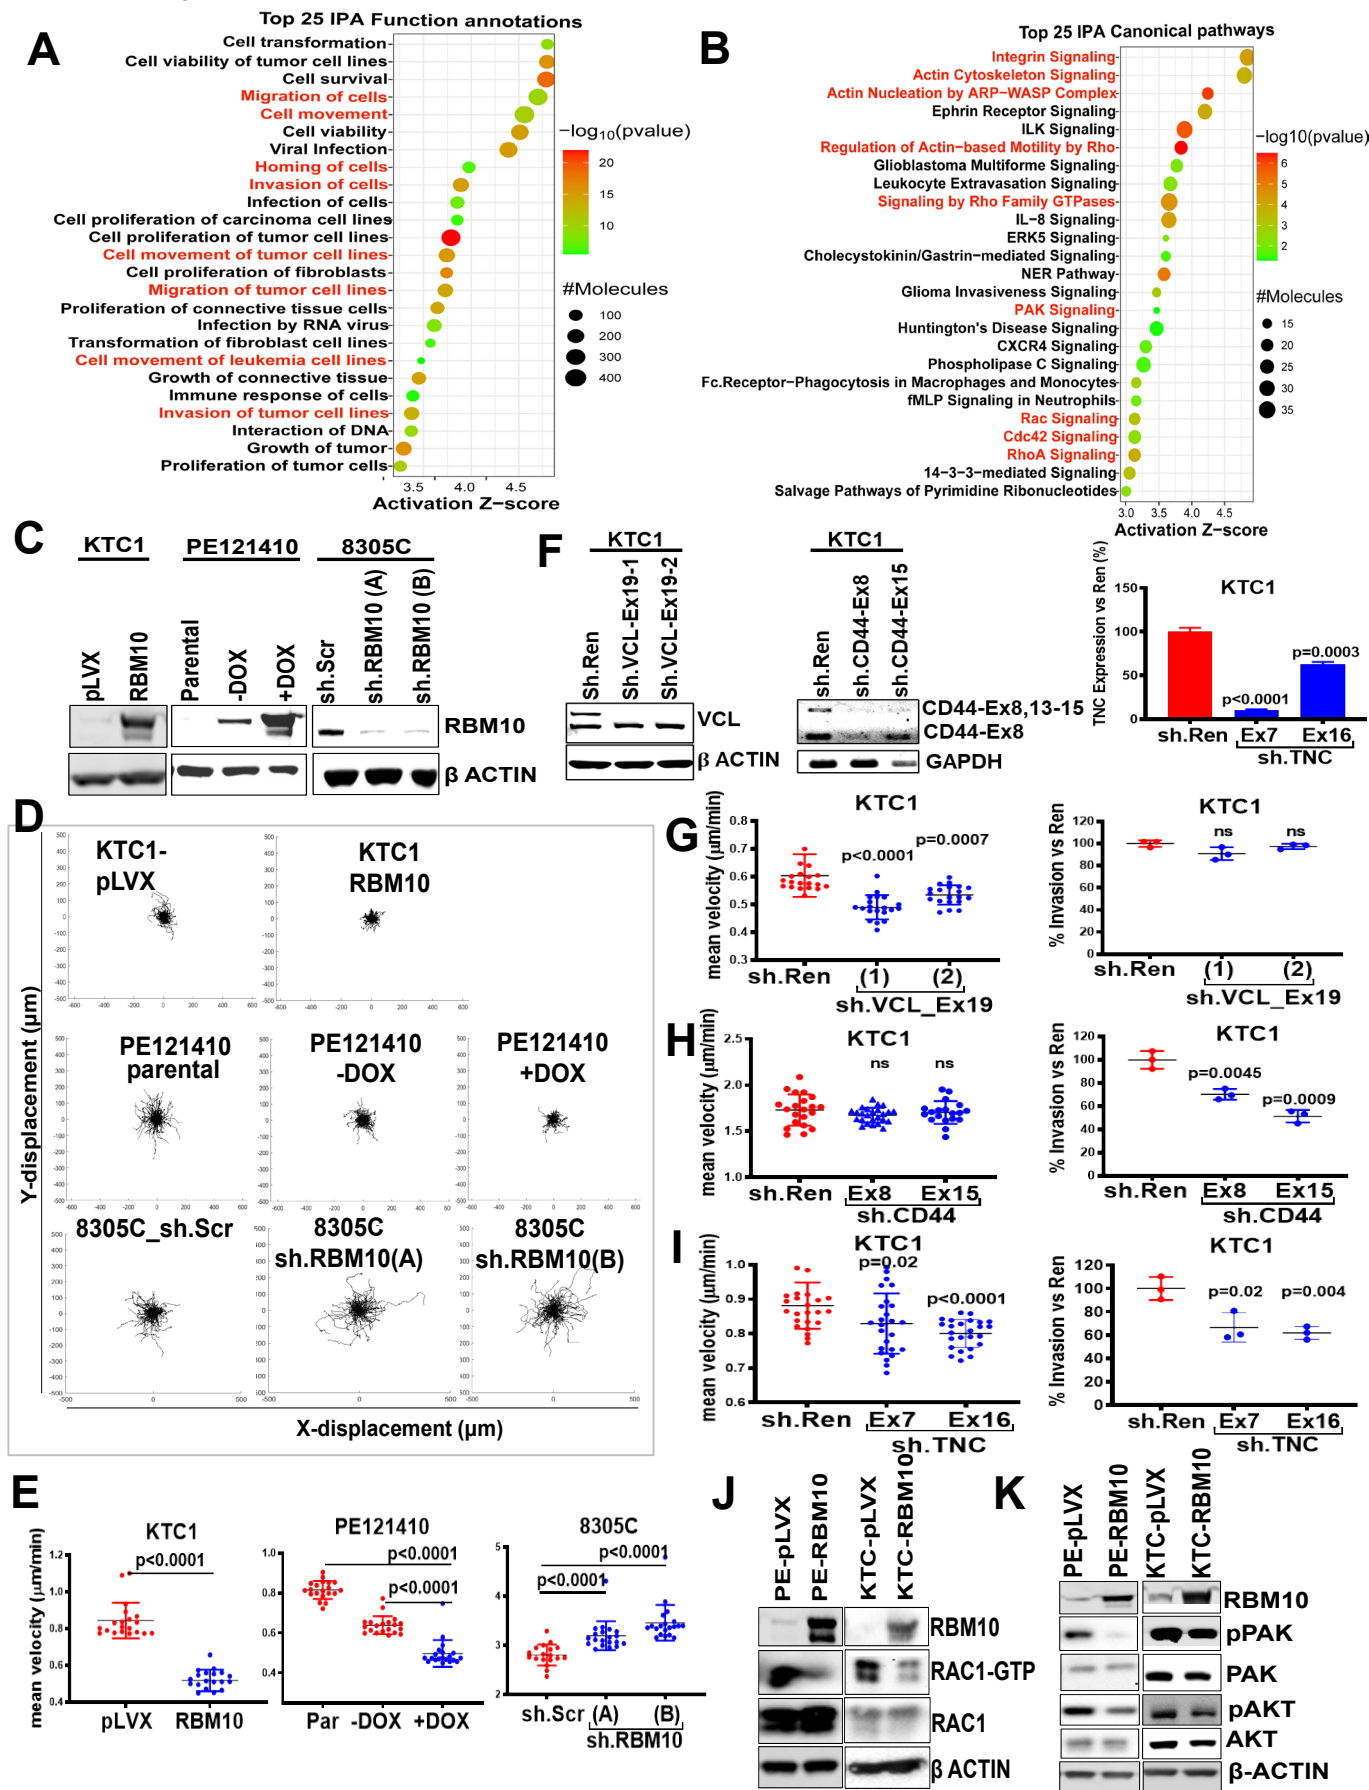 A
Top 25 IPA Function annotations
Cell transformation
Cell viability of tumor cell lines
Cell survival
Migration of cells
Cell movement
Cell viability
Viral Infection
Homing of cells
Invasion of cells
Infection of cells
Cell proliferation of carcinoma cell lines
Cell proliferation of tumor cell lines
Cell movement of tumor cell lines
Cell proliferation of fibroblasts
Migration of tumor cell lines
Proliferation of connective tissue cells
Infection by RNA virus
Transformation of fibroblast cell lines
Cell movement of leukemia cell lines
Growth of connective tissue
Immune response of cells
Invasion of tumor cell lines
Interaction of DNA
Growth of tumor
Proliferation of tumor cells
3.5 4.0 4.5
Activation Z−score
−log10(pvalue)
20
15
10
#Molecules
100
200
300
400
B
Top 25 IPA Canonical pathways
Integrin Signaling
Actin Cytoskeleton Signaling
Actin Nucleation by ARP−WASP Complex
Ephrin Receptor Signaling
ILK Signaling
Regulation of Actin−based Motility by Rho
Glioblastoma Multiforme Signaling
Leukocyte Extravasation Signaling
Signaling by Rho Family GTPases
IL−8 Signaling
ERK5 Signaling
Cholecystokinin/Gastrin−mediated Signaling
NER Pathway
Glioma Invasiveness Signaling
PAK Signaling
Huntington's Disease Signaling
CXCR4 Signaling
Phospholipase C Signaling
Fc.Receptor−Phagocytosis in Macrophages and Monocytes
fMLP Signaling in Neutrophils
Rac Signaling
Cdc42 Signaling
RhoA Signaling
14−3−3−mediated Signaling
Salvage Pathways of Pyrimidine Ribonucleotides
3.0 3.5 4.0 4.5
Activation Z−score
−log10(pvalue)
6
5
4
3
2
#Molecules
15
20
25
30
35
C
KTC1 PE121410 8305C
pLVX
RBM10
Parental
-DOX
+DOX
sh.Scr
sh.RBM10 (A)
sh.RBM10 (B)
RBM10
β ACTIN
F
KTC1
Sh.Ren
Sh.VCL-Ex19-1
Sh.VCL-Ex19-2
VCL
β ACTIN
KTC1
sh.Ren
sh.CD44-Ex8
sh.CD44-Ex15
CD44-Ex8,13-15
CD44-Ex8
GAPDH
KTC1
TNC Expression vs Ren (%)
150
100
50
0
p<0.0001
p=0.0003
sh.Ren Ex7 Ex16
sh.TNC
D
Y-displacement (µm)
X-displacement (µm)
KTC1-
pLVX
KTC1
RBM10
PE121410
parental
PE121410
-DOX
PE121410
+DOX
8305C_sh.Scr
8305C
sh.RBM10(A)
8305C
sh.RBM10(B)
G
KTC1
mean velocity (µm/min)
0.8
0.7
0.6
0.5
0.4
0.3
p<0.0001
p=0.0007
sh.Ren (1) (2)
sh.VCL_Ex19
KTC1
% Invasion vs Ren
120
100
80
60
40
20
0
ns ns
sh.Ren (1) (2)
sh.VCL_Ex19
H
KTC1
mean velocity (µm/min)
2.5
2.0
1.5
1.0
ns ns
sh.Ren Ex8 Ex15
sh.CD44
KTC1
% Invasion vs Ren
120
100
80
60
40
20
0
p=0.0045
p=0.0009
sh.Ren Ex8 Ex15
sh.CD44
I
KTC1
mean velocity (µm/min)
1.0
0.9
0.8
0.7
0.6
p=0.02
p<0.0001
sh.Ren Ex7 Ex16
sh.TNC
KTC1
% Invasion vs Ren
120
100
80
60
40
20
0
p=0.02 p=0.004
sh.Ren Ex7 Ex16
sh.TNC
E
KTC1
mean velocity (µm/min)
1.2
1.0
0.8
0.6
0.4
p<0.0001
pLVX RBM10
PE121410
1.0
0.8
0.6
0.4
p<0.0001
p<0.0001
Par -DOX +DOX
8305C
5
4
3
2
p<0.0001
p<0.0001
sh.Scr (A) (B)
sh.RBM10
J
PE-pLVX
PE-RBM10
KTC-pLVX
KTC-RBM10
RBM10
RAC1-GTP
RAC1
β ACTIN
K
PE-pLVX
PE-RBM10
KTC-pLVX
KTC-RBM10
RBM10
pPAK
PAK
pAKT
AKT
β-ACTIN